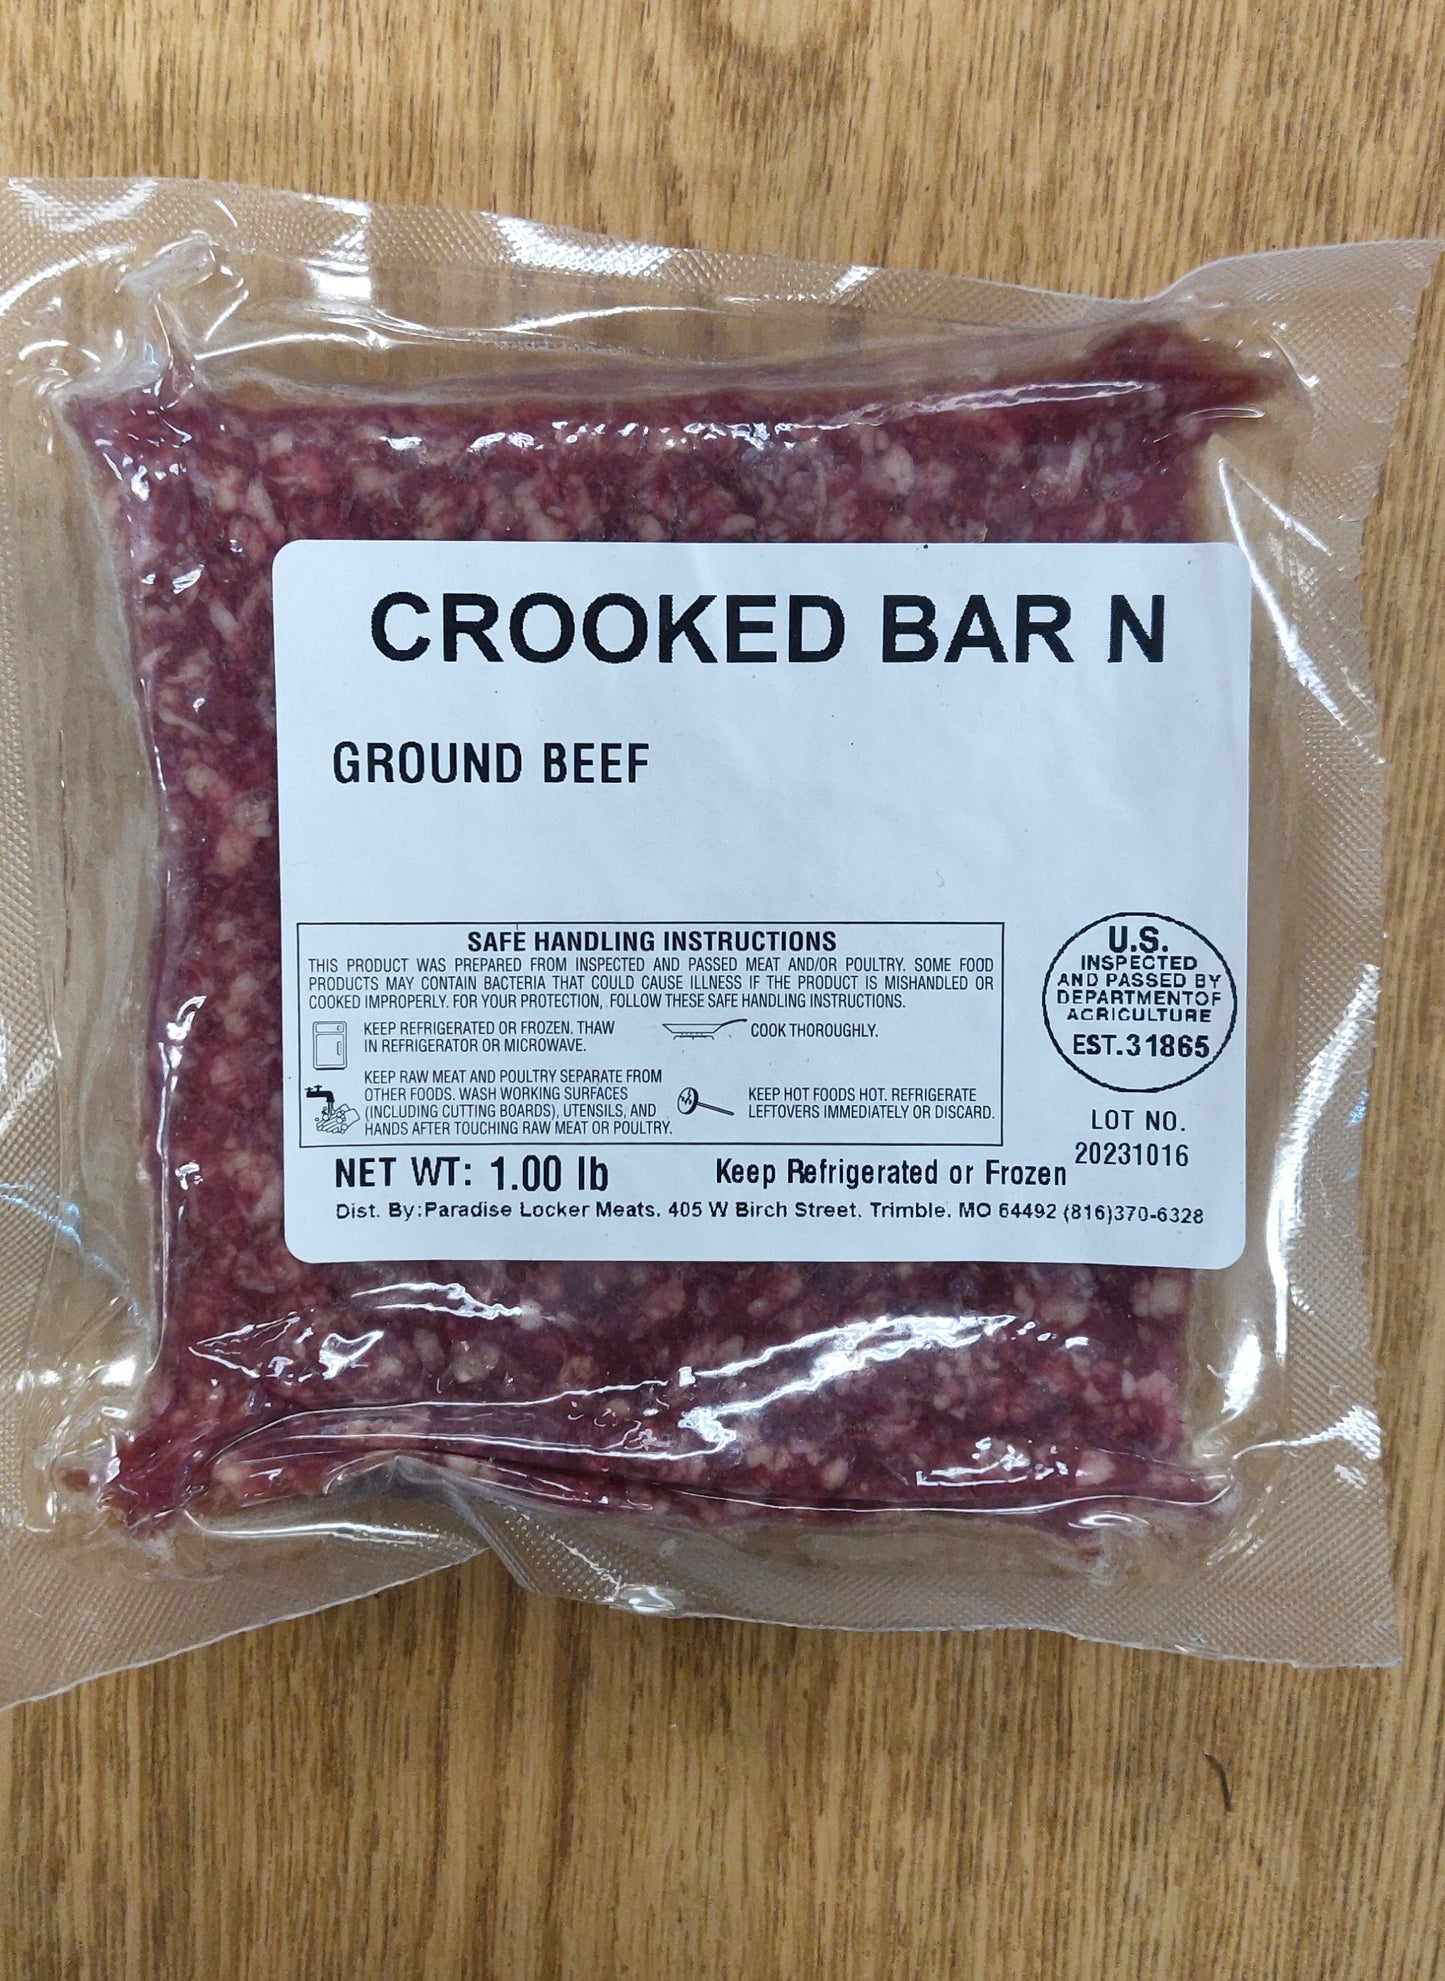 CROOKED BAR N
GROUND BEEF
SAFE HANDLING INSTRUCTIONS
THIS PRODUCT WAS PREPARED FROM INSPECTED AND PASSED MEAT AND/OR POULTRY. SOME FOOD
PRODUCTS MAY CONTAIN BACTERIA THAT COULD CAUSE ILLNESS IF THE PRODUCT IS MISHANDLED OR
COOKED IMPROPERLY. FOR YOUR PROTECTION, FOLLOW THESE SAFE HANDLING INSTRUCTIONS.
KEEP REFRIGERATED OR FROZEN. THAW
IN REFRIGERATOR OR MICROWAVE.
COOK THOROUGHLY.
KEEP RAW MEAT AND POULTRY SEPARATE FROM
OTHER FOODS. WASH WORKING SURFACES
(INCLUDING CUTTING BOARDS), UTENSILS, AND
HANDS AFTER TOUCHING RAW MEAT OR POULTRY.
KEEP HOT FOODS HOT. REFRIGERATE
LEFTOVERS IMMEDIATELY OR DISCARD.
U.S.
INSPECTED
AND PASSED BY
DEPARTMENTOF
AGRICULTURE
EST.31865
LOT NO.
20231016
NET WT: 1.00 lb
Keep Refrigerated or Frozen
Dist. By:Paradise Locker Meats. 405 W Birch Street. Trimble. MO 64492 (816)370-6328